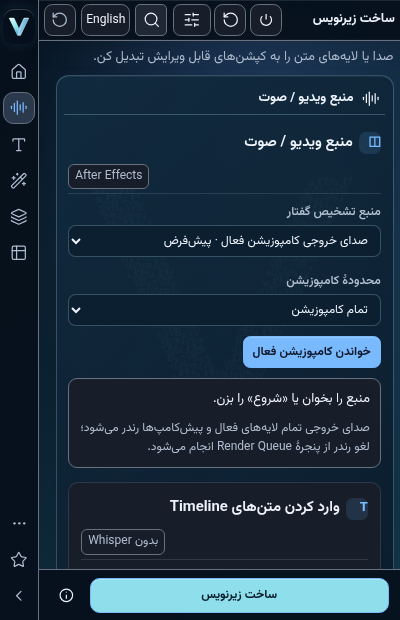 ساخت زیرنویس
English
صدا یا لایه‌های متن را به کپشن‌های قابل ویرایش تبدیل کن.
منبع ویدیو / صوت
منبع ویدیو / صوت
After Effects
منبع تشخیص گفتار
صدای خروجی کامپوزیشن فعال · پیش‌فرض
محدودهٔ کامپوزیشن
تمام کامپوزیشن
خواندن کامپوزیشن فعال
منبع را بخوان یا «شروع» را بزن.
صدای خروجی تمام لایه‌های فعال و پیش‌کامپ‌ها رندر می‌شود؛
لغو رندر از پنجرهٔ Render Queue انجام می‌شود.
T
وارد کردن متن‌های Timeline
بدون Whisper
ساخت زیرنویس